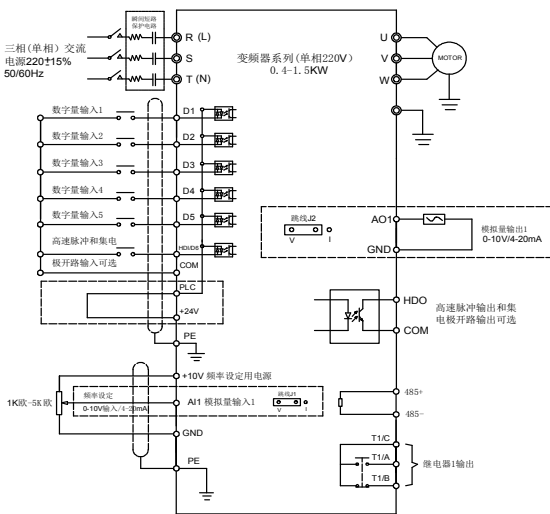 瞬间短路
保护电路
三相(单相) 交流
电源220±15%
50/60Hz
R (L)
S
T (N)
变频器系列(单相220V)
0.4-1.5KW
U
V
W
MOTOR
数字量输入1
D1
数字量输入2
D2
数字量输入3
D3
数字量输入4
D4
数字量输入5
D5
高速脉冲和集电
极开路输入可选
HDI/D6
COM
PLC
+24V
PE
跳线J2
V
I
AO1
GND
模拟量输出1
0-10V/4-20mA
HDO
COM
高速脉冲输出和集
电极开路输出可选
+10V 频率设定用电源
1K欧-5K欧
频率设定
0-10V输入/4-20mA
AI1 模拟量输入1
跳线J1
V
I
GND
PE
485+
485-
T1/C
T1/A
T1/B
继电器1输出